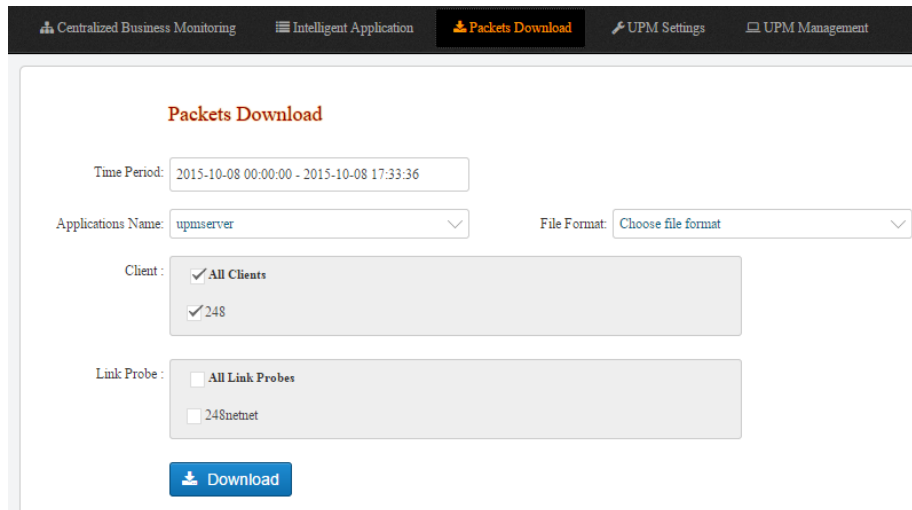 Centralized Business Monitoring Intelligent Application Packets Download UPM Settings UPM Management
Packets Download
Time Period: 2015-10-08 00:00:00 - 2015-10-08 17:33:36
Applications Name: upmserver File Format: Choose file format
Client : All Clients
248
Link Probe : All Link Probes
248netnet
Download